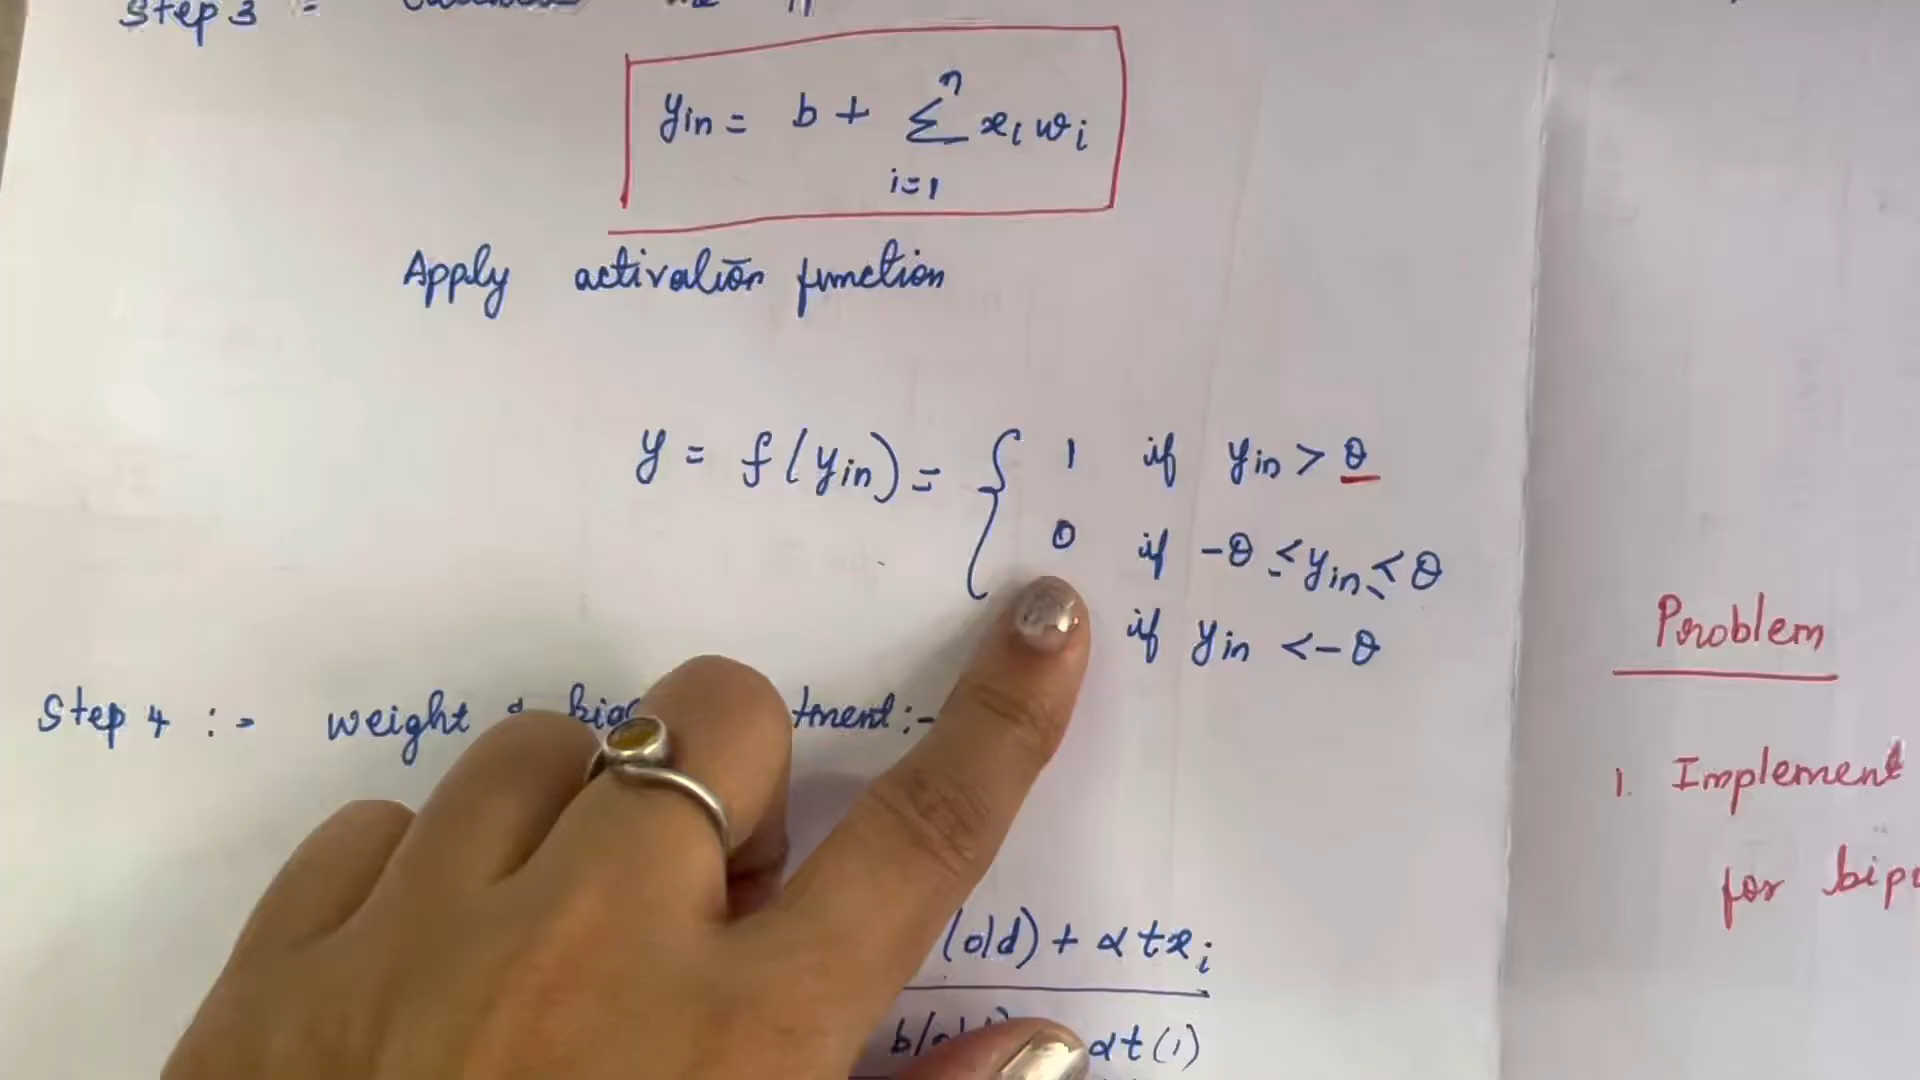 Step 3 :
yin = b + n Σ i=1 xi wi
Apply activation function
y = f(yin) = { 1 if yin > θ
0 if -θ ≤ yin ≤ θ
if yin < -θ
Step 4 :- weight tment:-
(old) + αtxi
αt(1)
Problem
1. Implement
for